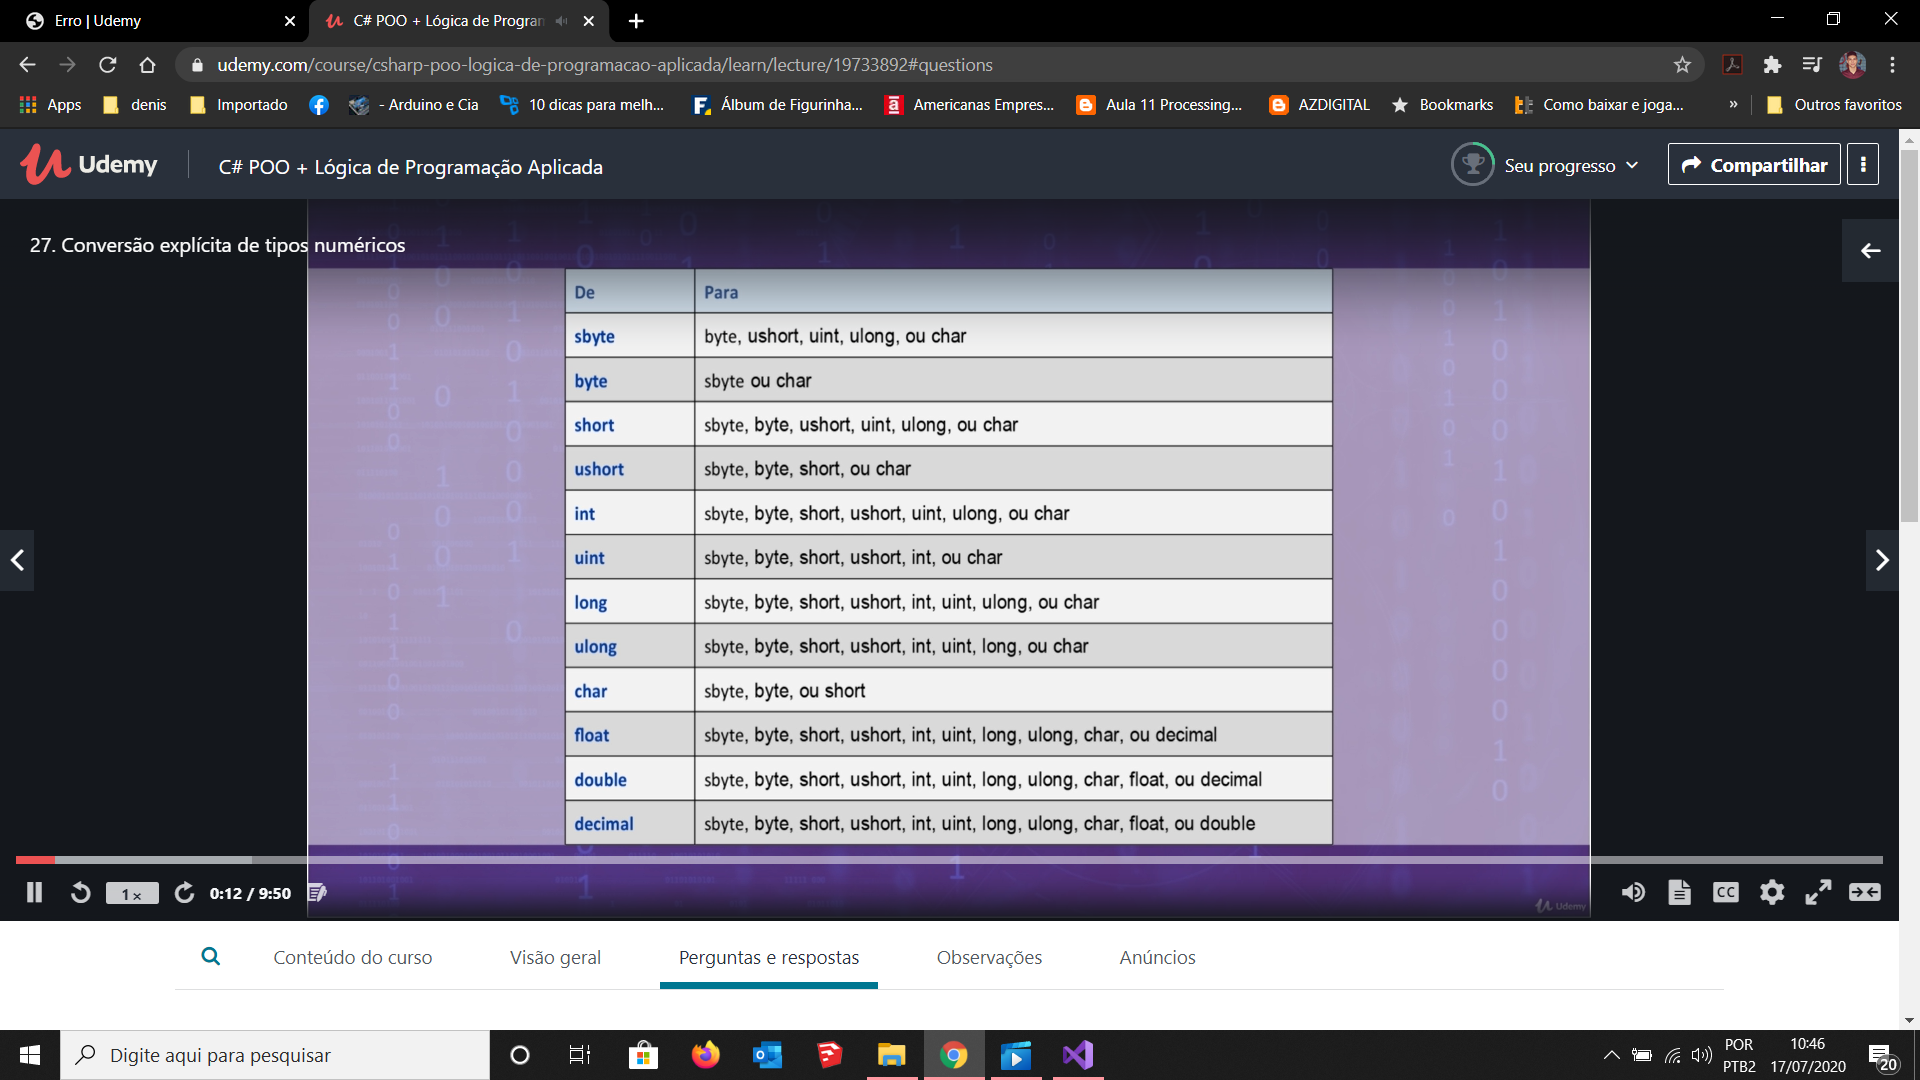 Erro | Udemy
C# POO + Lógica de Program
udemy.com/course/csharp-poo-logica-de-programacao-aplicada/learn/lecture/19733892#questions
Apps
denis
Importado
- Arduino e Cia
10 dicas para melh...
Álbum de Figurinha...
Americanas Empres...
Aula 11 Processing...
AZDIGITAL
Bookmarks
Como baixar e joga...
»
Outros favoritos
Udemy
C# POO + Lógica de Programação Aplicada
Seu progresso
Compartilhar
27. Conversão explícita de tipos numéricos
De Para
sbyte byte, ushort, uint, ulong, ou char
byte sbyte ou char
short sbyte, byte, ushort, uint, ulong, ou char
ushort sbyte, byte, short, ou char
int sbyte, byte, short, ushort, uint, ulong, ou char
uint sbyte, byte, short, ushort, int, ou char
long sbyte, byte, short, ushort, int, uint, ulong, ou char
ulong sbyte, byte, short, ushort, int, uint, long, ou char
char sbyte, byte, ou short
float sbyte, byte, short, ushort, int, uint, long, ulong, char, ou decimal
double sbyte, byte, short, ushort, int, uint, long, ulong, char, float, ou decimal
decimal sbyte, byte, short, ushort, int, uint, long, ulong, char, float, ou double
1x
0:12 / 9:50
CC
Udemy
Conteúdo do curso
Visão geral
Perguntas e respostas
Observações
Anúncios
Digite aqui para pesquisar
POR
PTB2
10:46
17/07/2020
20